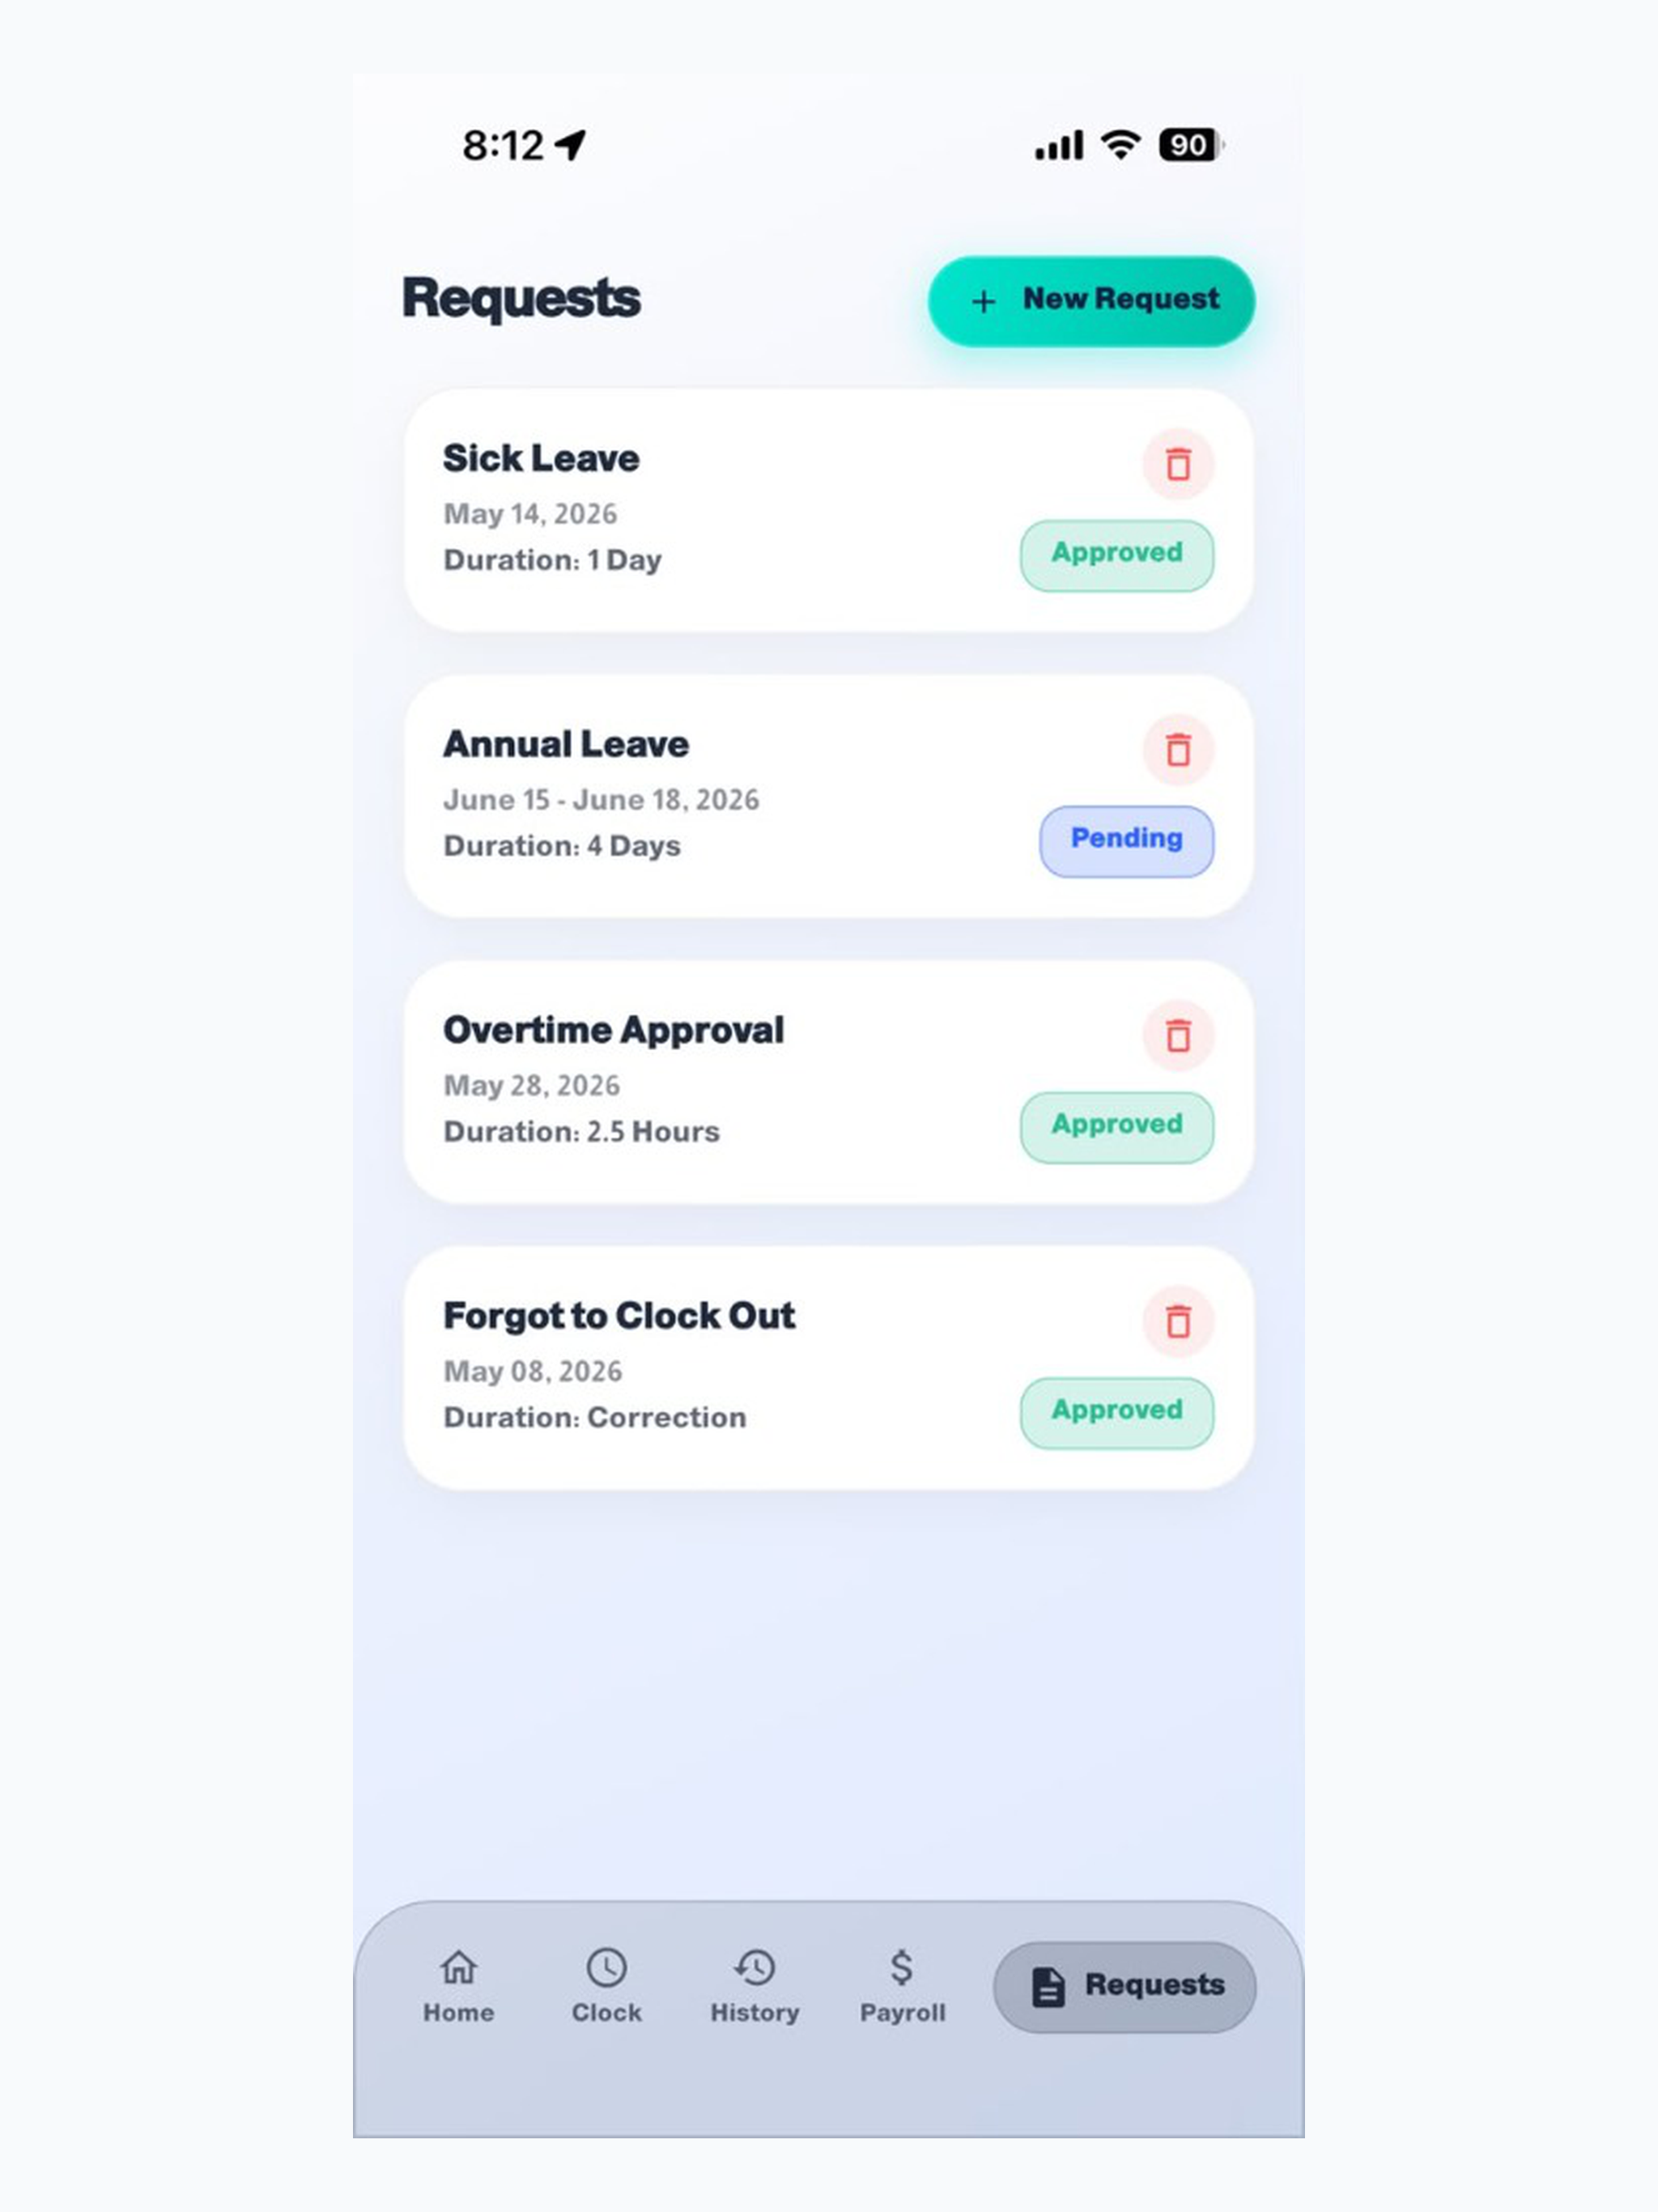 8:12
90
Requests
+ New Request
Sick Leave
May 14, 2026
Duration: 1 Day
Approved
Annual Leave
June 15 - June 18, 2026
Duration: 4 Days
Pending
Overtime Approval
May 28, 2026
Duration: 2.5 Hours
Approved
Forgot to Clock Out
May 08, 2026
Duration: Correction
Approved
Home
Clock
History
Payroll
Requests